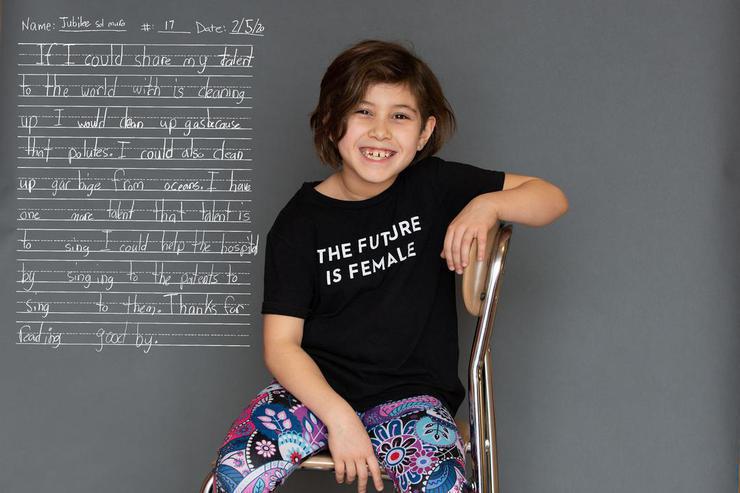 Name: Jubilee #: 17 Date: 2/5/20
If I could share my talent
to the world with is cleaning
up I would clean up gas because
that polutes. I could also clean
up garbige from oceans. I have
one more talent that talent is
to sing I could help the hospital
by singing to the patents to
sing to them. Thanks for
reading good by.
THE FUTURE
IS FEMALE